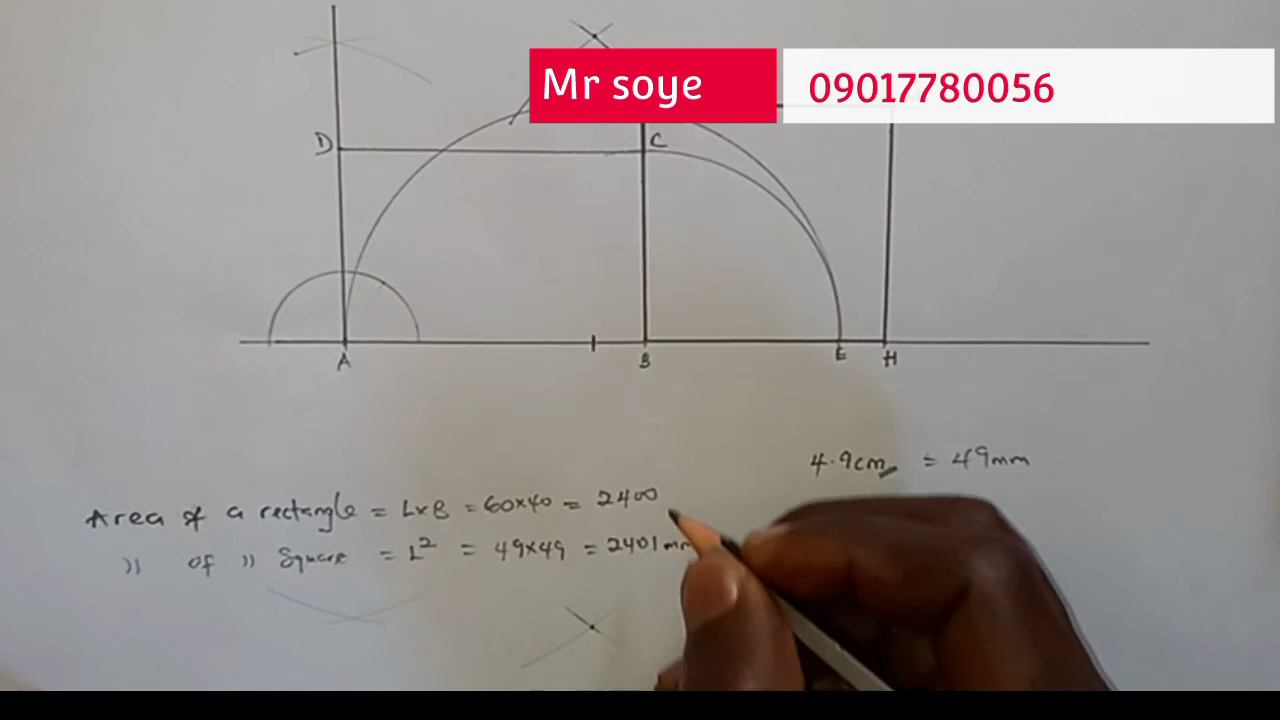 Mr soye
09017780056
D
C
A
B
E
H
4.9cm = 49mm
Area of a rectangle = L×B = 60×40 = 2400
〃 of 〃 Square = L² = 49×49 = 2401mm